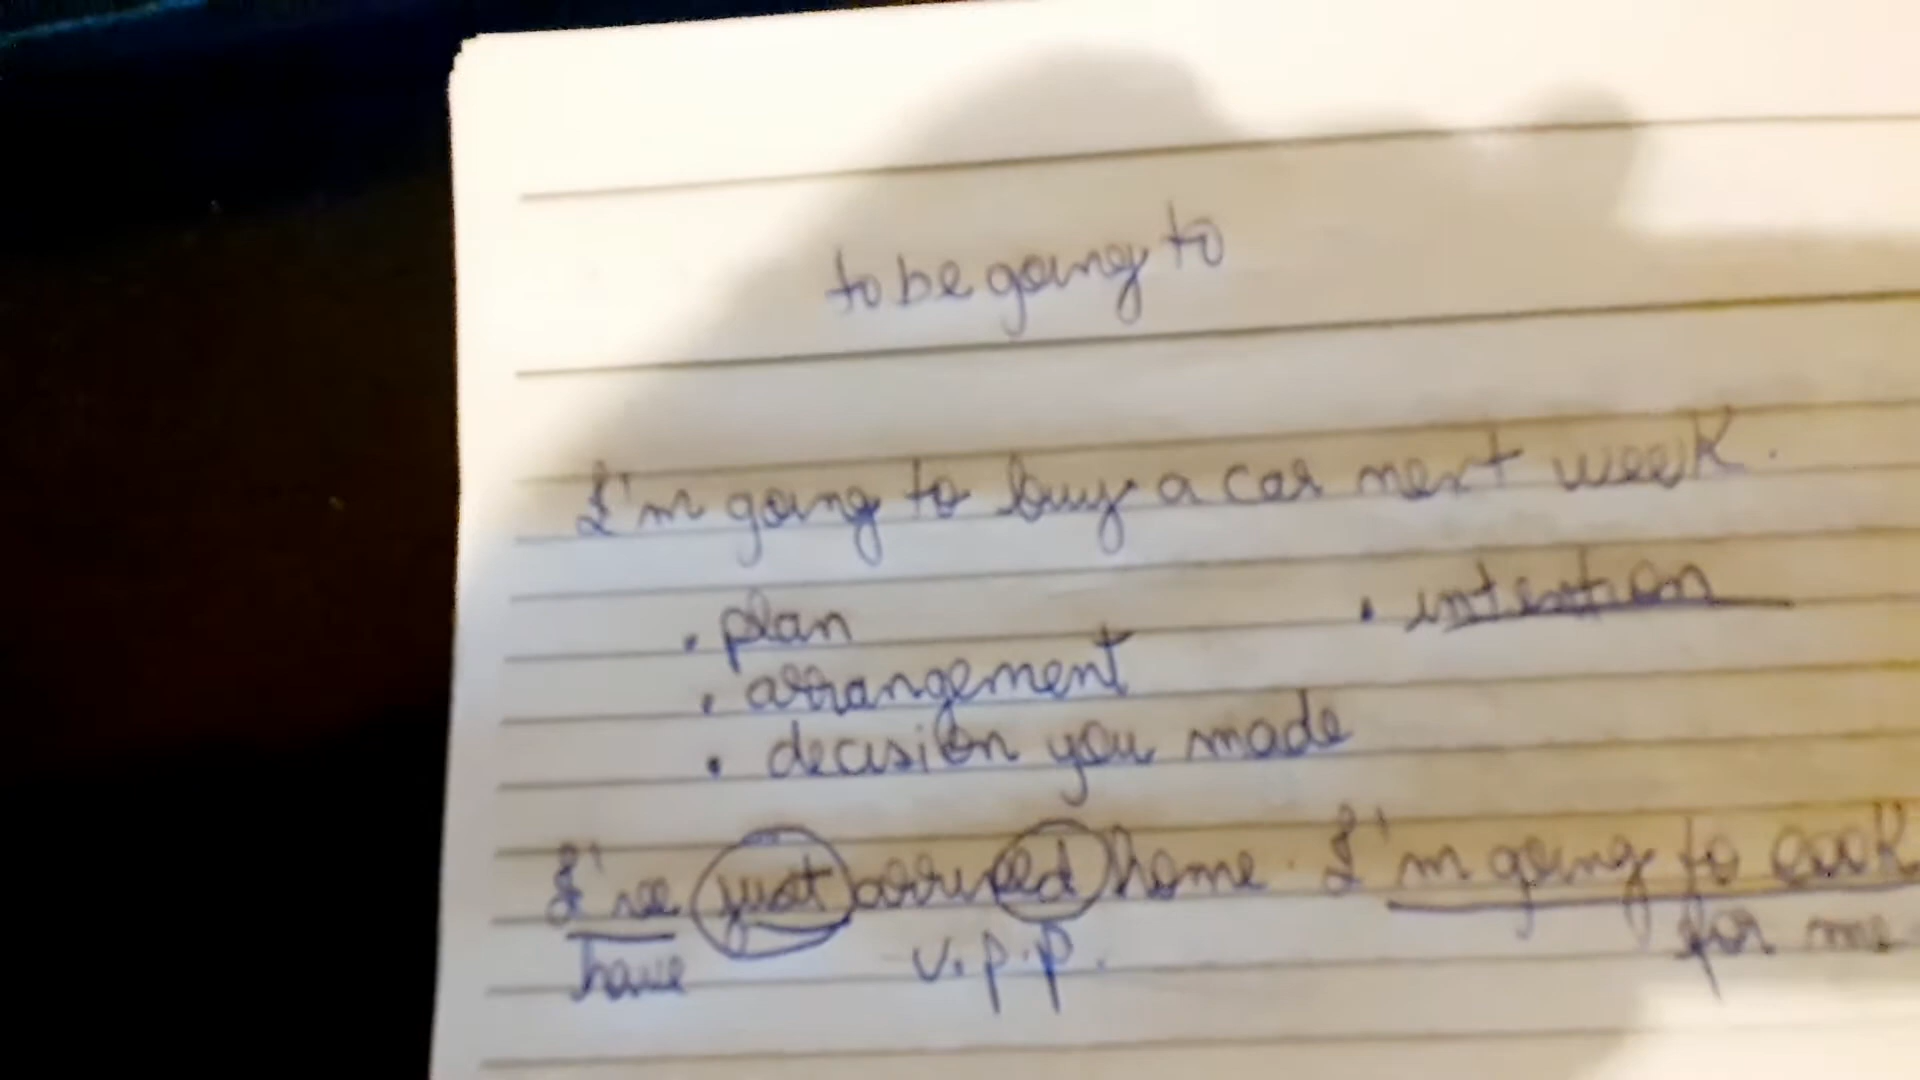 to be going to
I'm going to buy a car next week.
. plan . intention
. arrangement
. decision you made
I've just arrived home. I'm going to cook
have v.p.p. for me